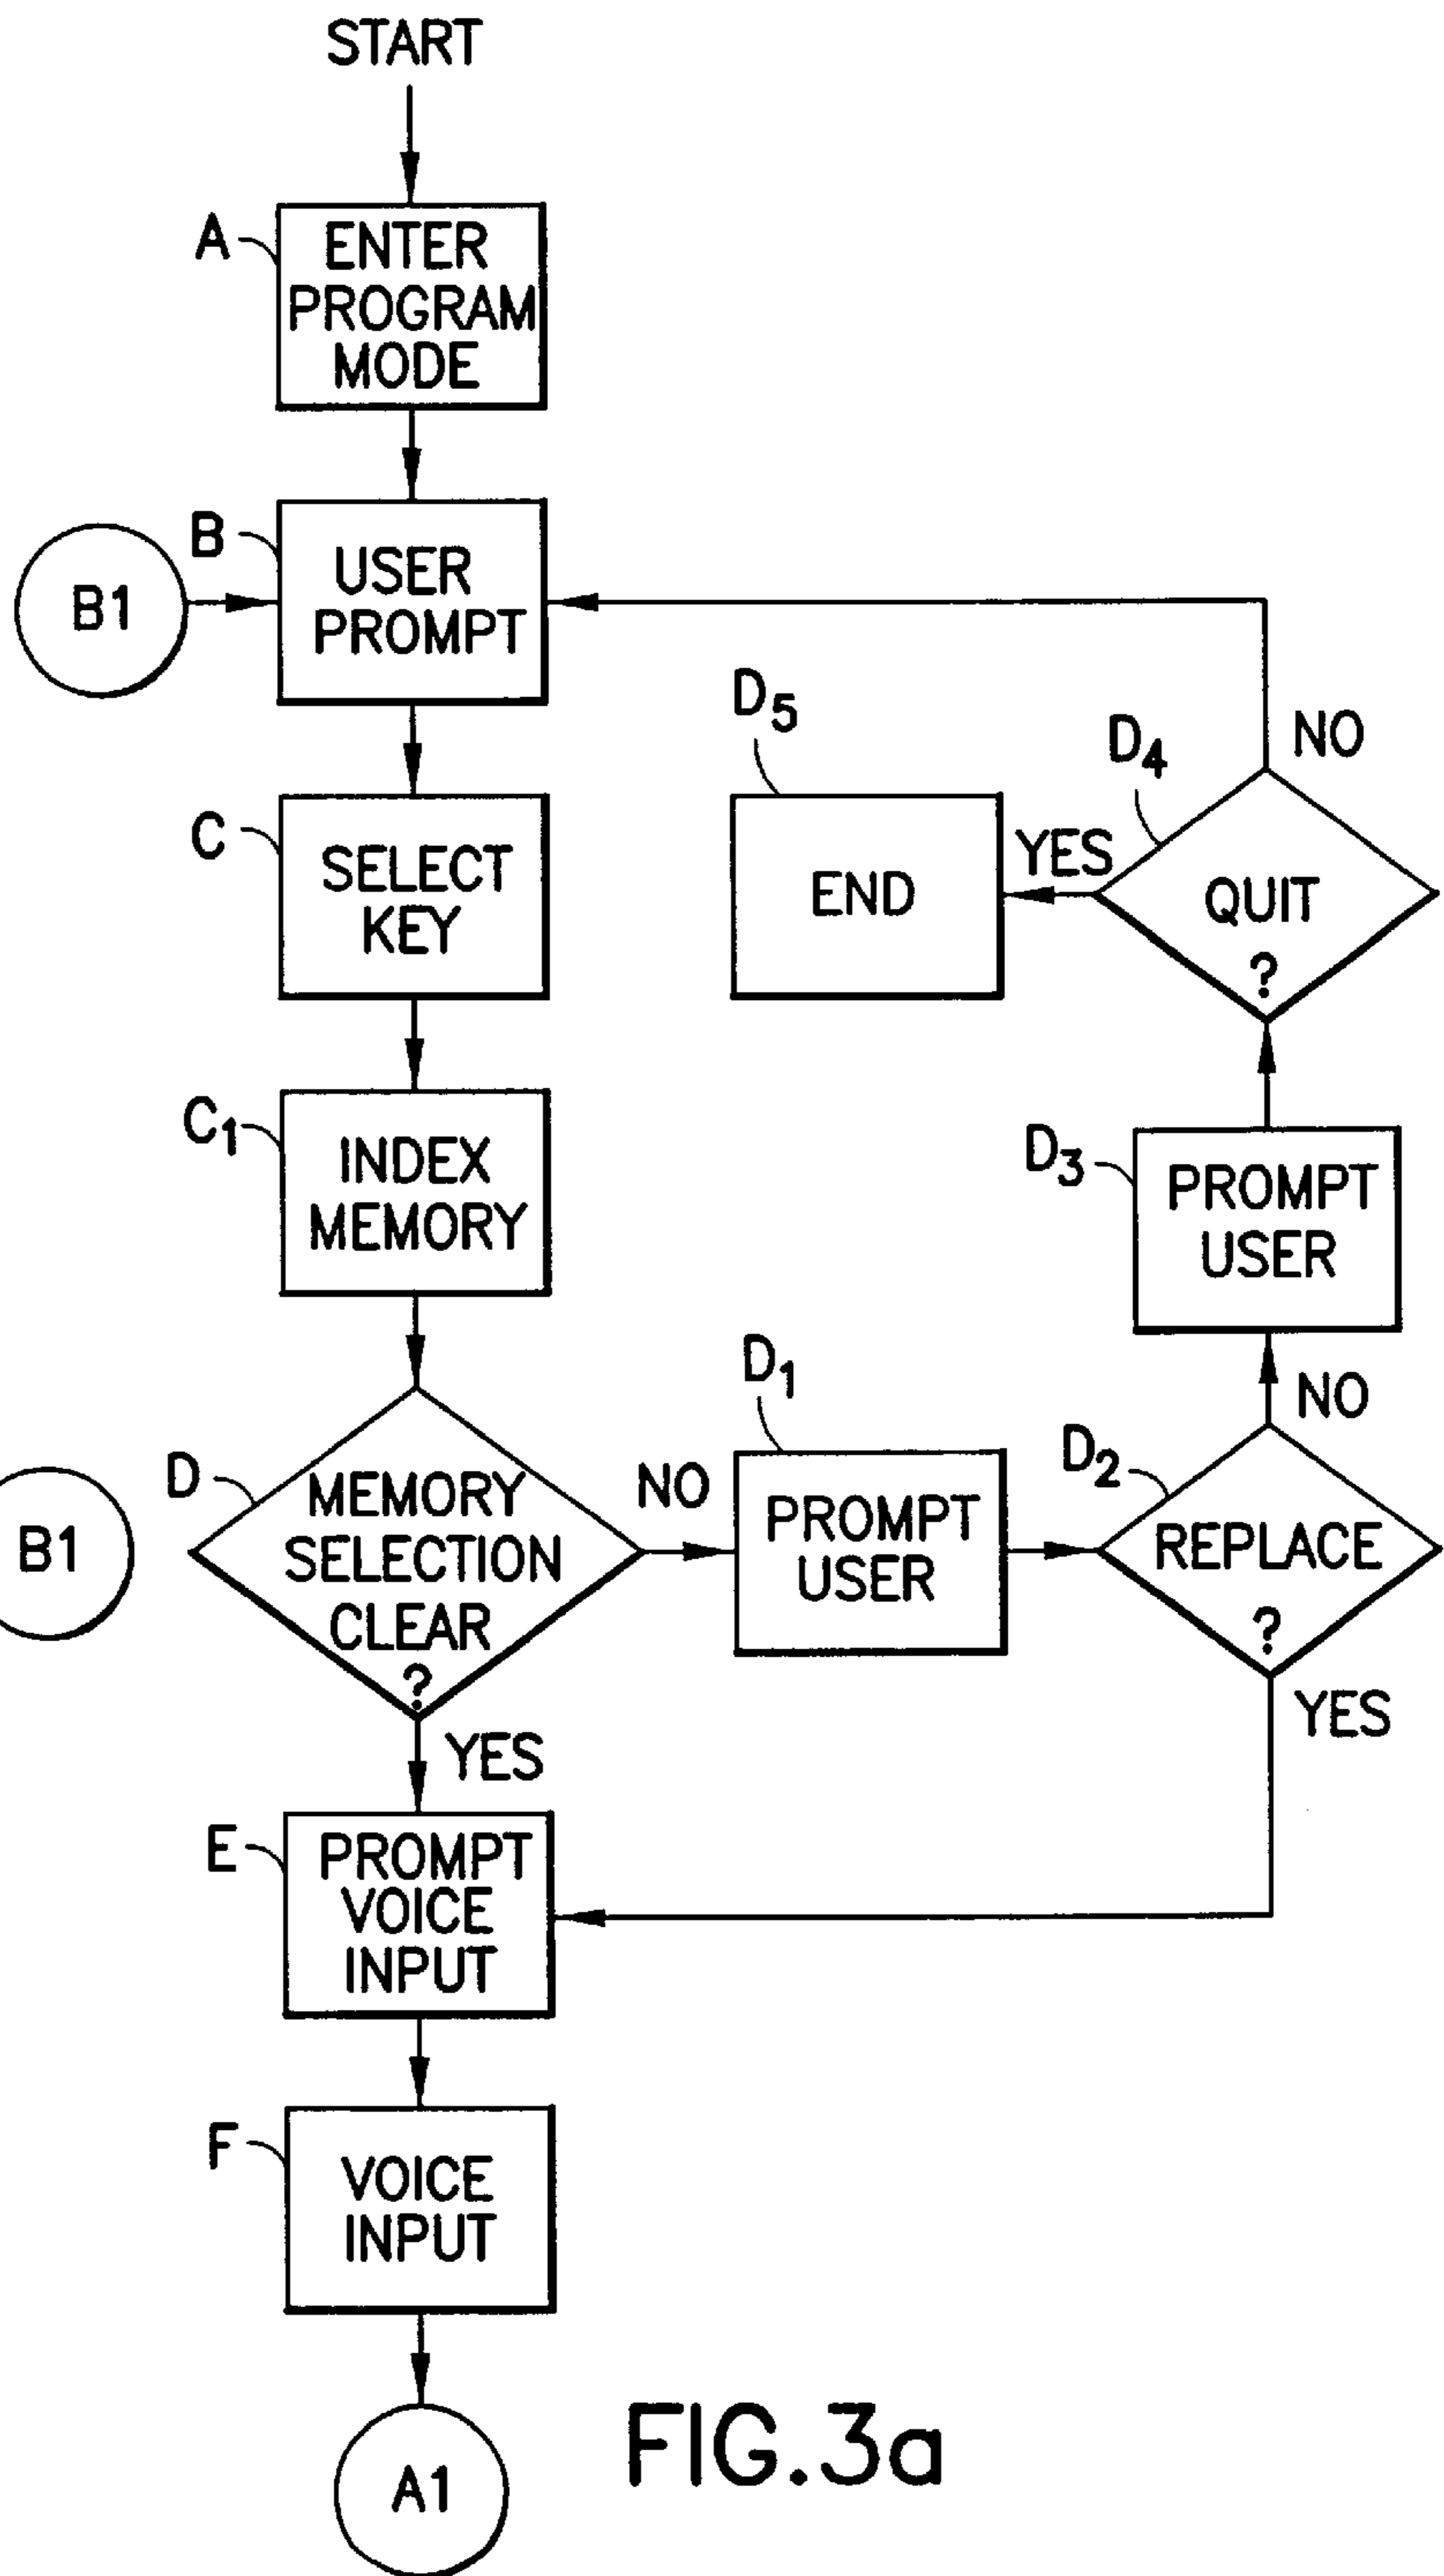 START
A
ENTER
PROGRAM
MODE
B1
B
USER
PROMPT
C
SELECT
KEY
C1
INDEX
MEMORY
B1
D
MEMORY
SELECTION
CLEAR
?
NO
YES
D1
PROMPT
USER
D2
REPLACE
?
NO
YES
D3
PROMPT
USER
D4
QUIT
?
NO
YES
D5
END
E
PROMPT
VOICE
INPUT
F
VOICE
INPUT
A1
FIG.3a